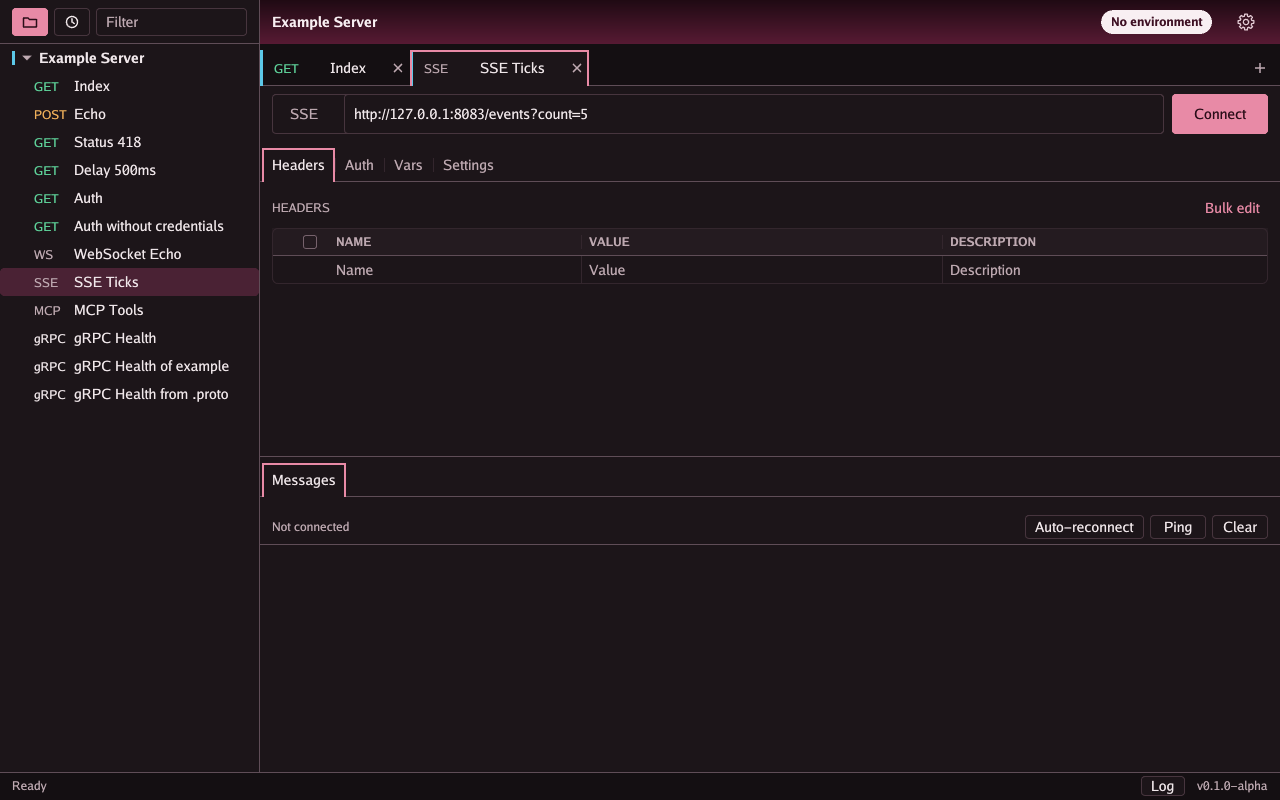 Filter
Example Server
GET Index
POST Echo
GET Status 418
GET Delay 500ms
GET Auth
GET Auth without credentials
WS WebSocket Echo
SSE SSE Ticks
MCP MCP Tools
gRPC gRPC Health
gRPC gRPC Health of example
gRPC gRPC Health from .proto
Example Server No environment
GET Index SSE SSE Ticks
SSE http://127.0.0.1:8083/events?count=5 Connect
Headers Auth Vars Settings
HEADERS Bulk edit
NAME VALUE DESCRIPTION
Name Value Description
Messages
Not connected Auto-reconnect Ping Clear
Ready Log v0.1.0-alpha